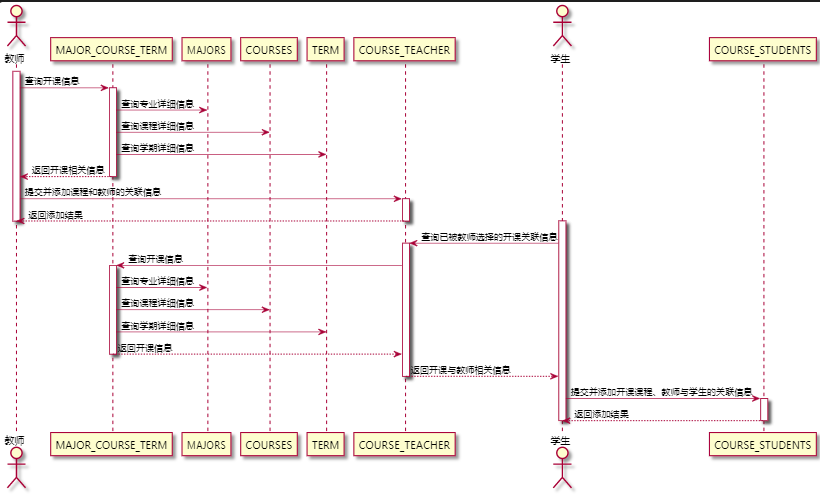 教师
MAJOR_COURSE_TERM
MAJORS
COURSES
TERM
COURSE_TEACHER
学生
COURSE_STUDENTS
查询开课信息
查询专业详细信息
查询课程详细信息
查询学期详细信息
返回开课相关信息
提交并添加课程和教师的关联信息
返回添加结果
查询已被教师选择的开课关联信息
查询开课信息
查询专业详细信息
查询课程详细信息
查询学期详细信息
返回开课信息
返回开课与教师相关信息
提交并添加开课课程、教师与学生的关联信息
返回添加结果
教师
MAJOR_COURSE_TERM
MAJORS
COURSES
TERM
COURSE_TEACHER
学生
COURSE_STUDENTS